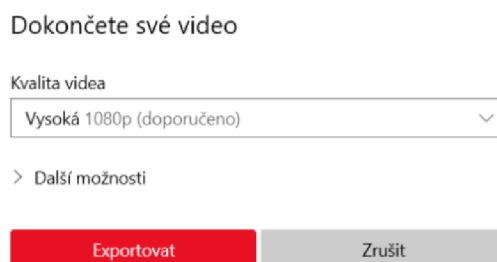 Dokončete své video
Kvalita videa
Vysoká 1080p (doporučeno)
Další možnosti
Exportovat
Zrušit